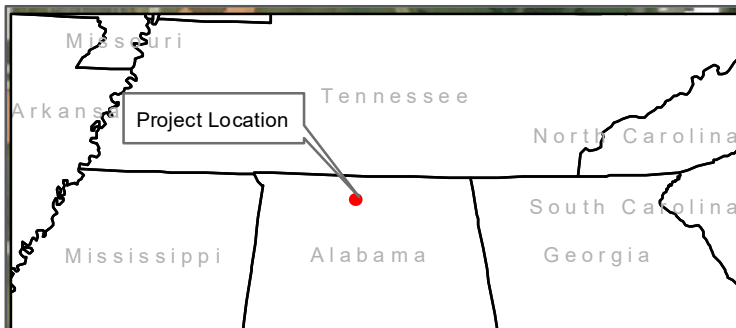 Missouri
Tennessee
Arkansas
Project Location
North Carolina
South Carolina
Mississippi
Alabama
Georgia